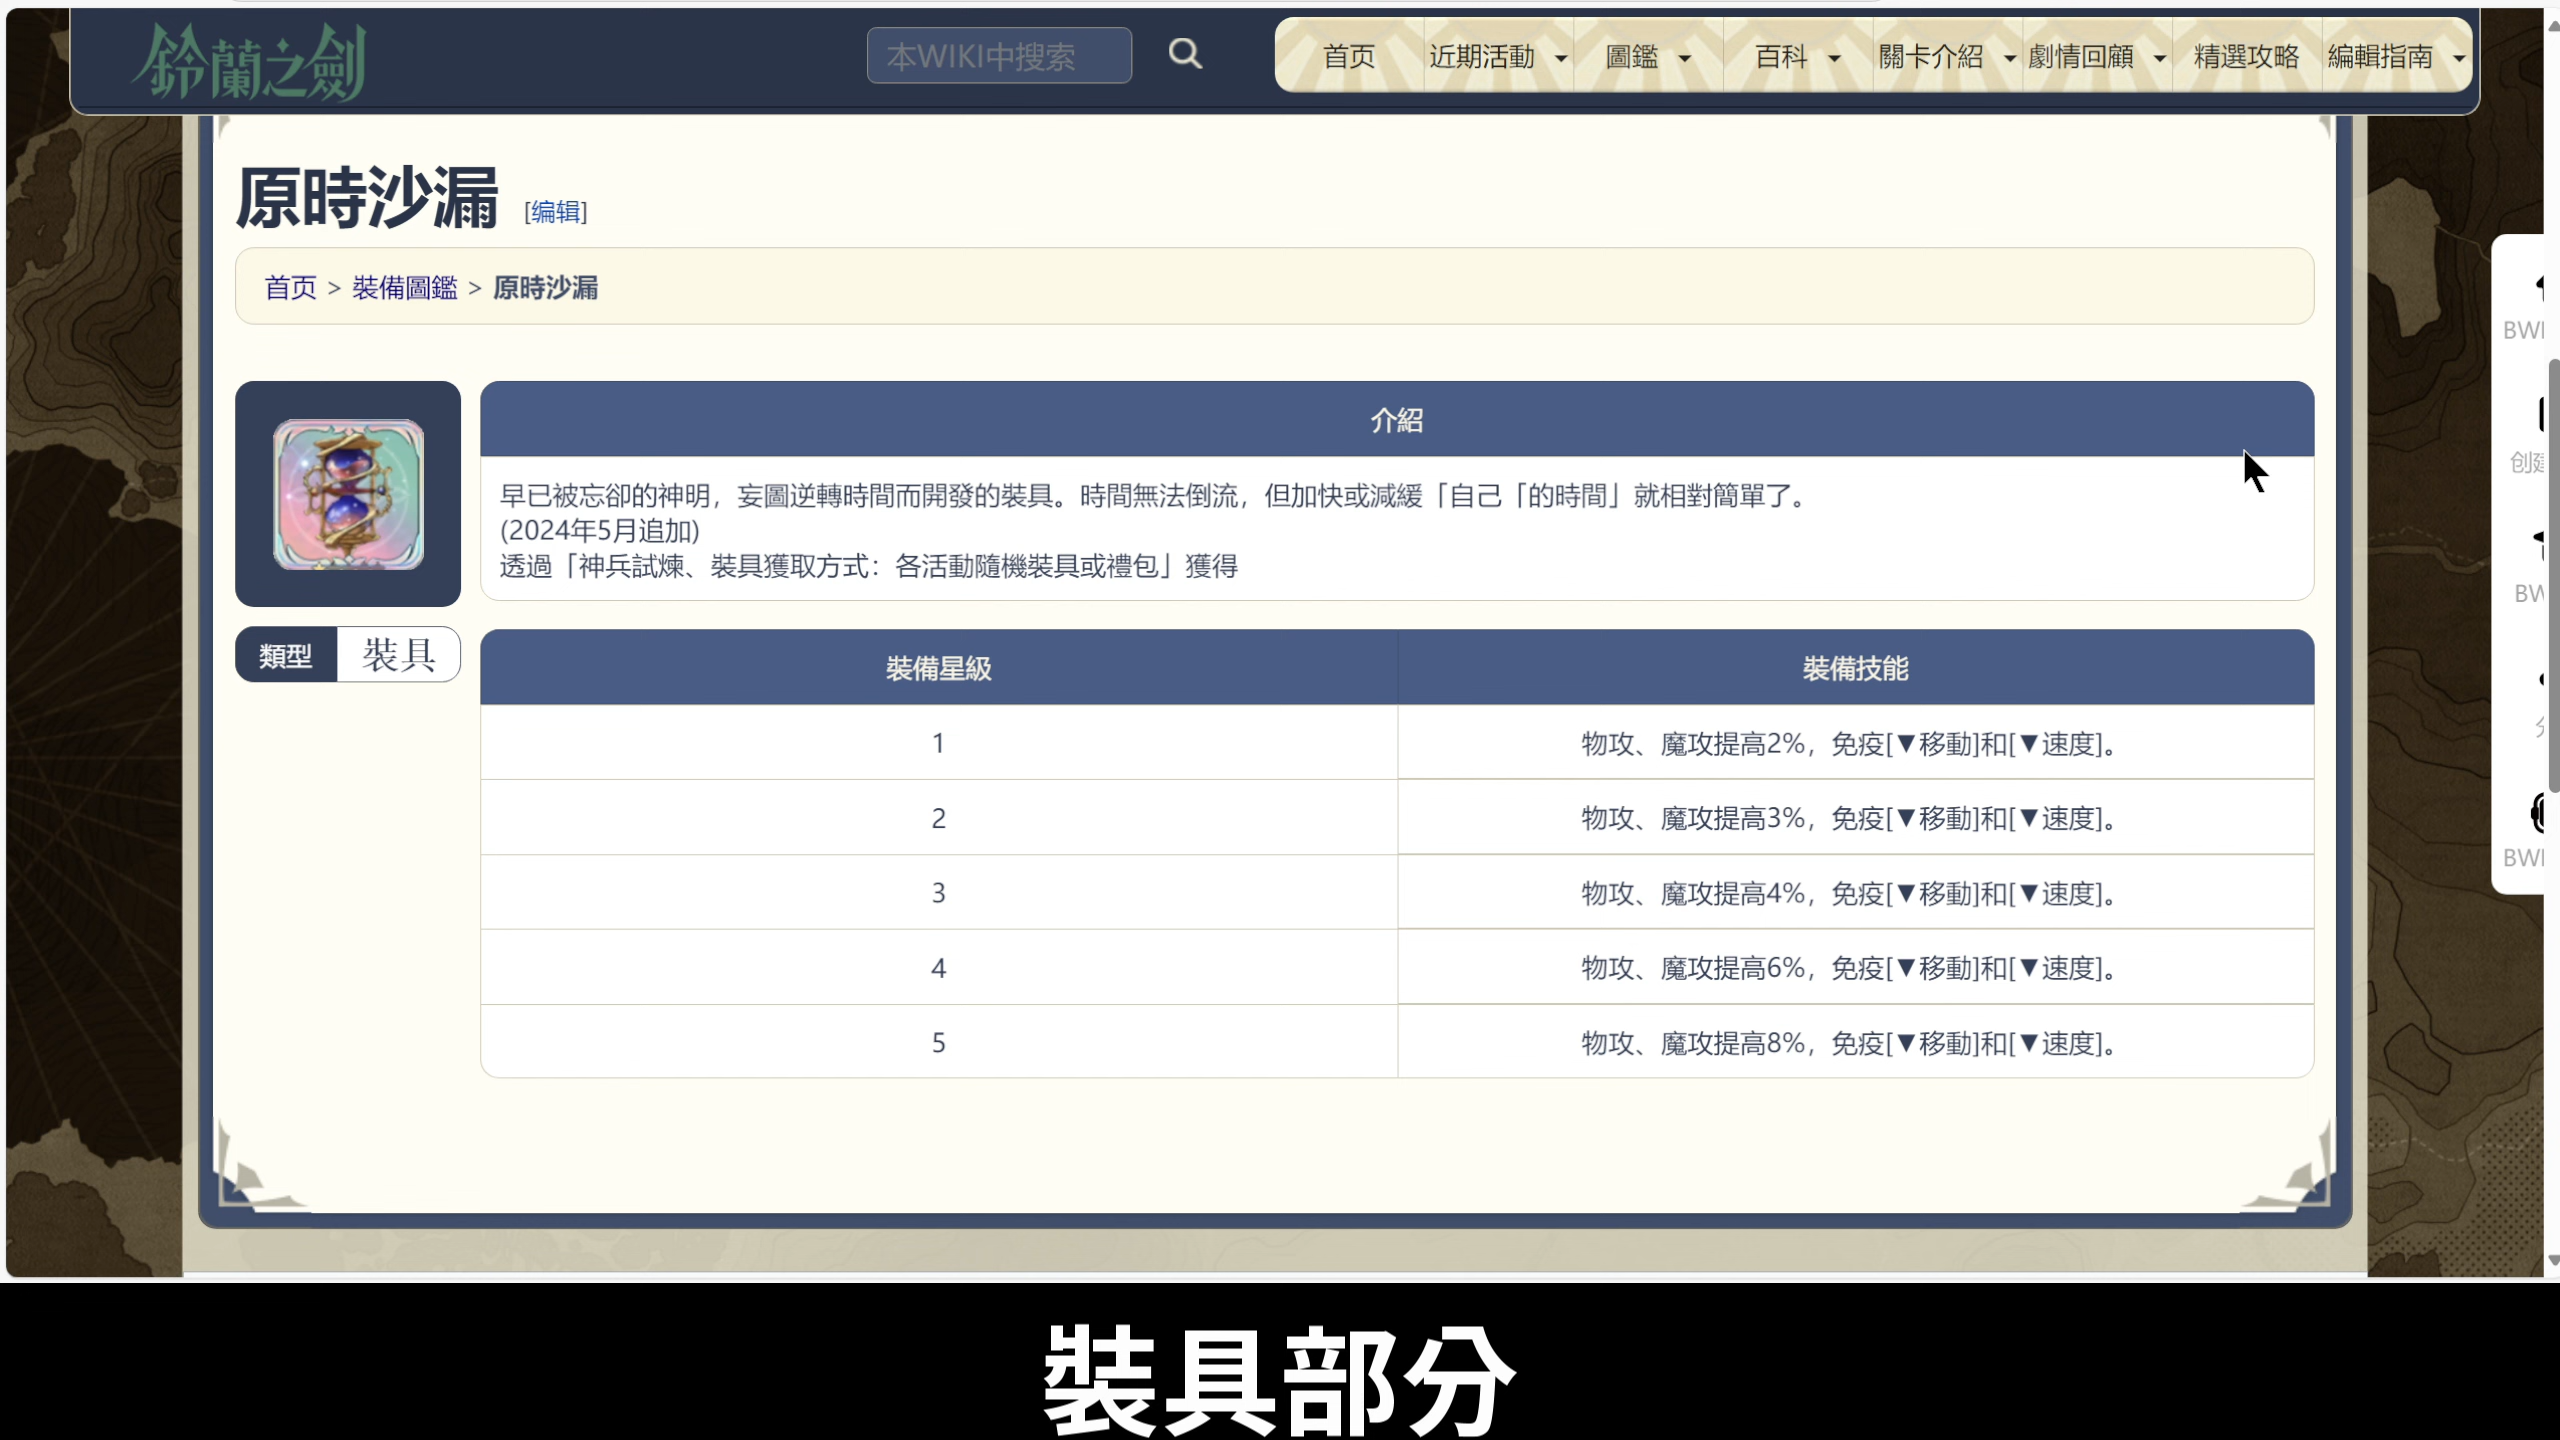 鈴蘭之劍
本WIKI中搜索
首页 近期活動 圖鑑 百科 關卡介紹 劇情回顧 精選攻略 編輯指南
原時沙漏 [编辑]
首页 > 裝備圖鑑 > 原時沙漏
介紹
早已被忘卻的神明，妄圖逆轉時間而開發的裝具。時間無法倒流，但加快或減緩「自己「的時間」就相對簡單了。
(2024年5月追加)
透過「神兵試煉、裝具獲取方式：各活動隨機裝具或禮包」獲得
類型 裝具
裝備星級 裝備技能
1 物攻、魔攻提高2%，免疫[▼移動]和[▼速度]。
2 物攻、魔攻提高3%，免疫[▼移動]和[▼速度]。
3 物攻、魔攻提高4%，免疫[▼移動]和[▼速度]。
4 物攻、魔攻提高6%，免疫[▼移動]和[▼速度]。
5 物攻、魔攻提高8%，免疫[▼移動]和[▼速度]。
裝具部分